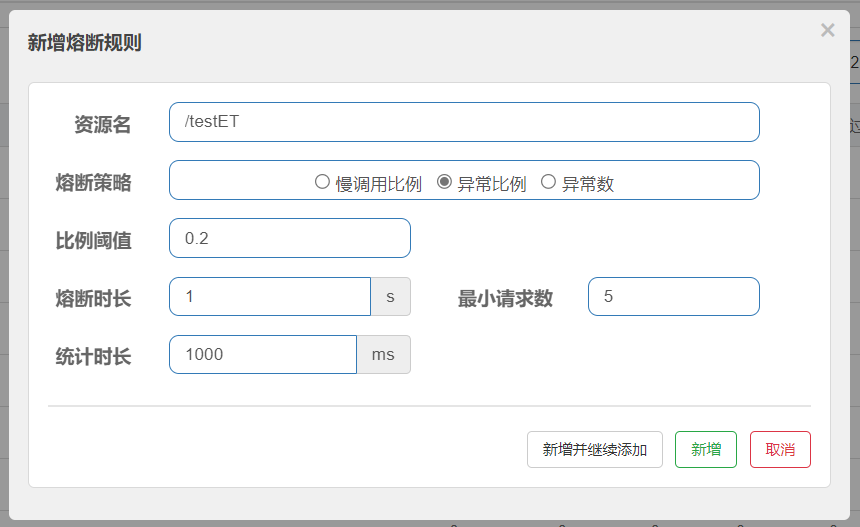 新增熔断规则
×
资源名 /testET
熔断策略 慢调用比例 异常比例 异常数
比例阈值 0.2
熔断时长 1 s 最小请求数 5
统计时长 1000 ms
新增并继续添加 新增 取消